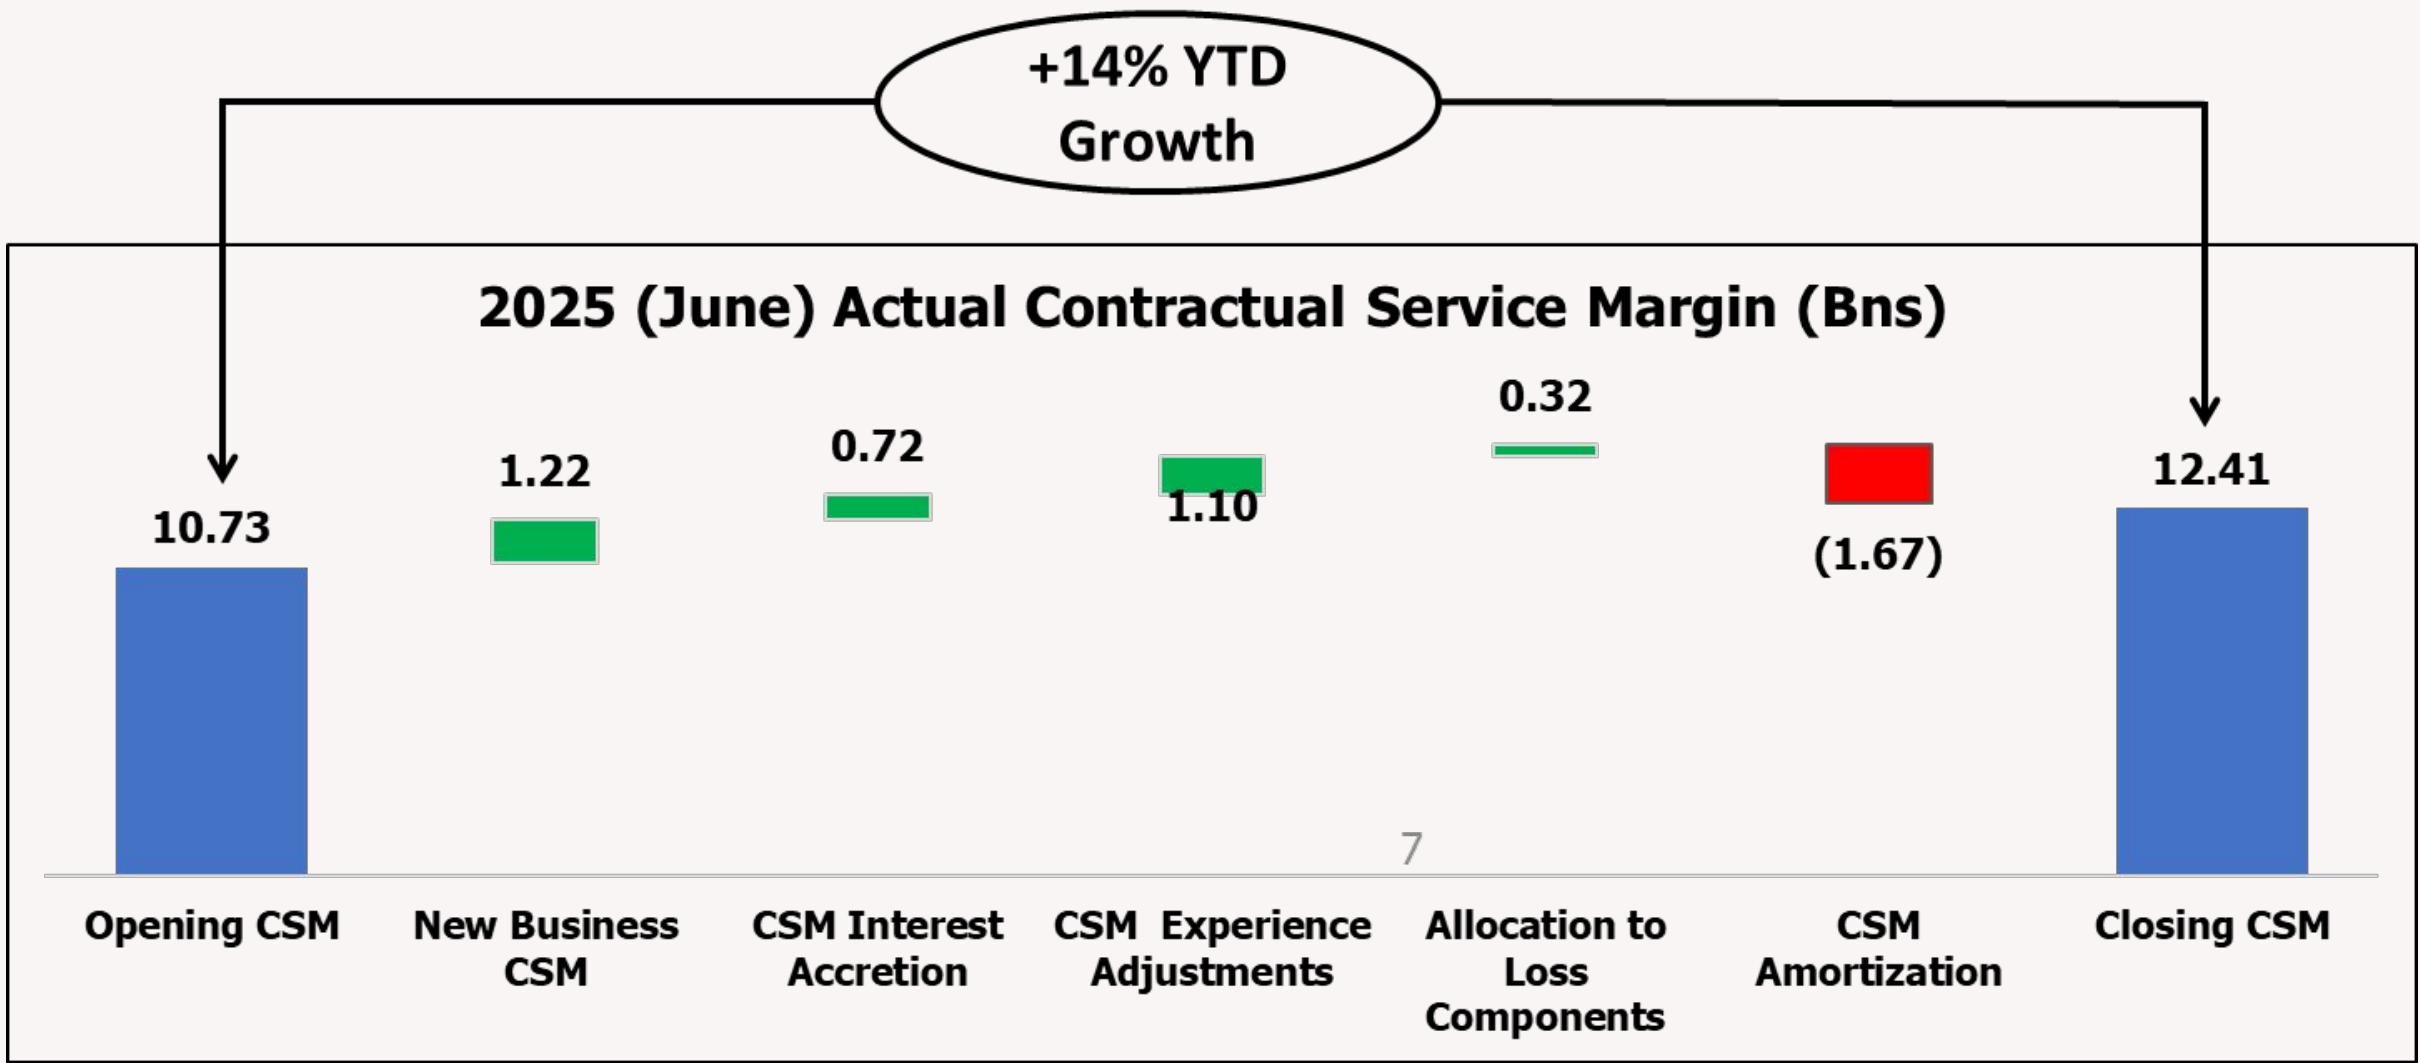 +14% YTD
Growth
2025 (June) Actual Contractual Service Margin (Bns)
10.73
1.22
0.72
1.10
0.32
(1.67)
12.41
7
Opening CSM
New Business
CSM
CSM Interest
Accretion
CSM  Experience
Adjustments
Allocation to
Loss
Components
CSM
Amortization
Closing CSM